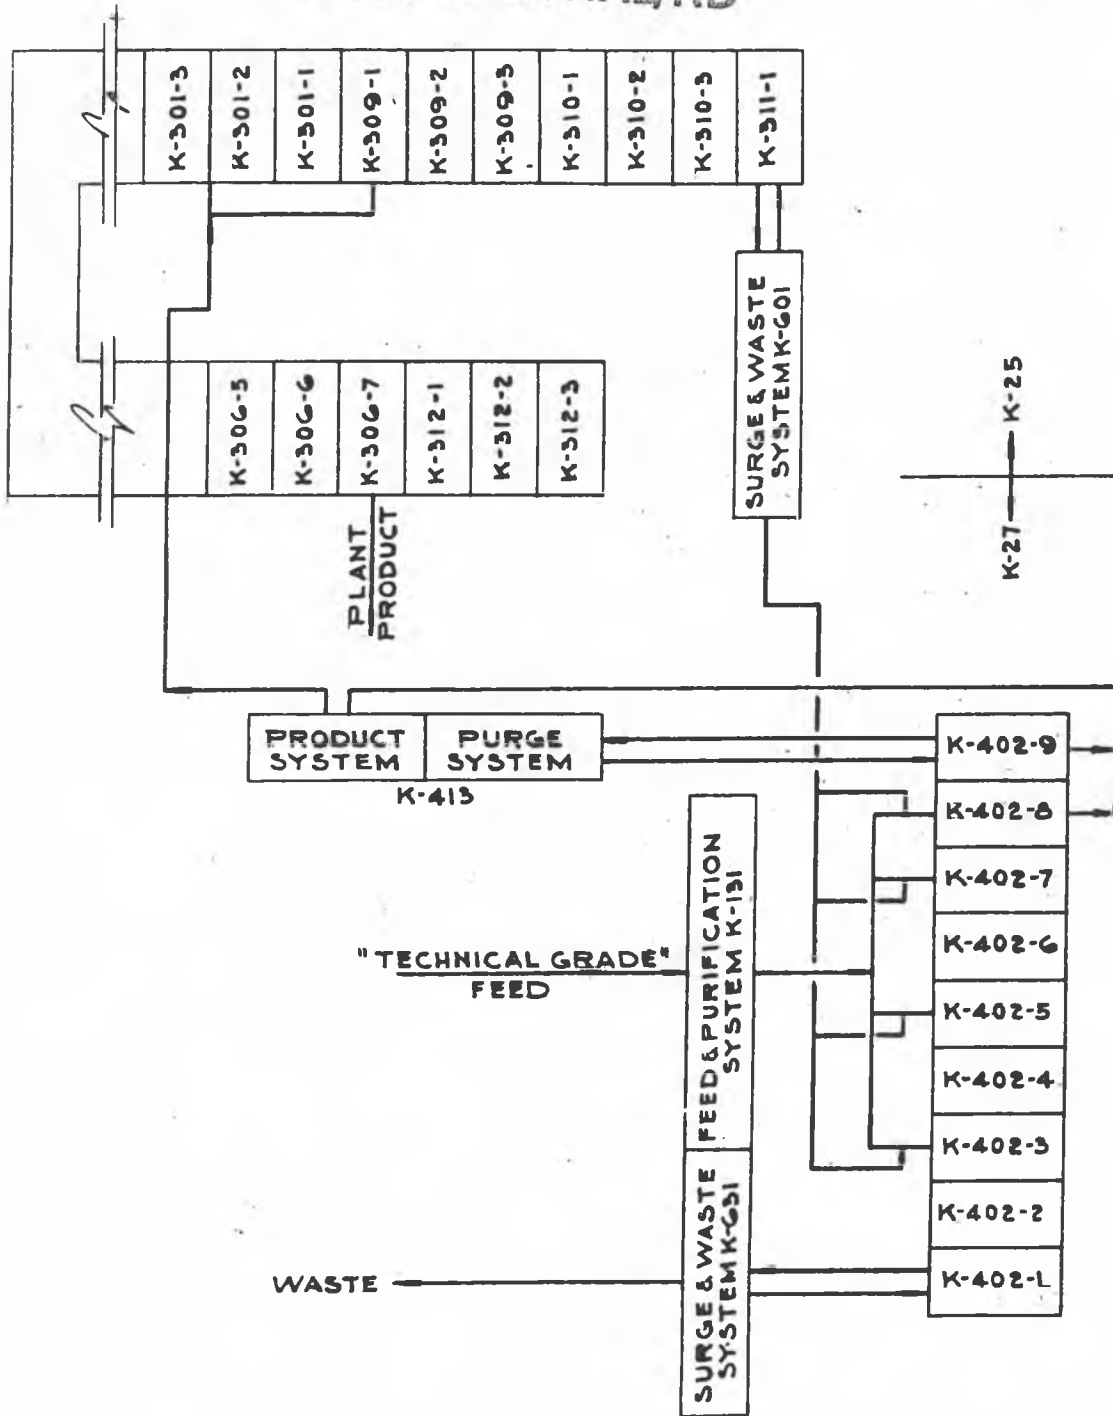 K-301-3
K-301-2
K-301-1
K-309-1
K-309-2
K-309-3
K-310-1
K-310-2
K-310-3
K-311-1
SURGE & WASTE
SYSTEM K-601
K-306-5
K-306-6
K-306-7
K-312-1
K-312-2
K-312-3
PLANT
PRODUCT
K-27
K-25
PRODUCT
SYSTEM
PURGE
SYSTEM
K-413
"TECHNICAL GRADE"
FEED
FEED & PURIFICATION
SYSTEM K-131
SURGE & WASTE
SYSTEM K-631
WASTE
K-402-9
K-402-8
K-402-7
K-402-6
K-402-5
K-402-4
K-402-3
K-402-2
K-402-1